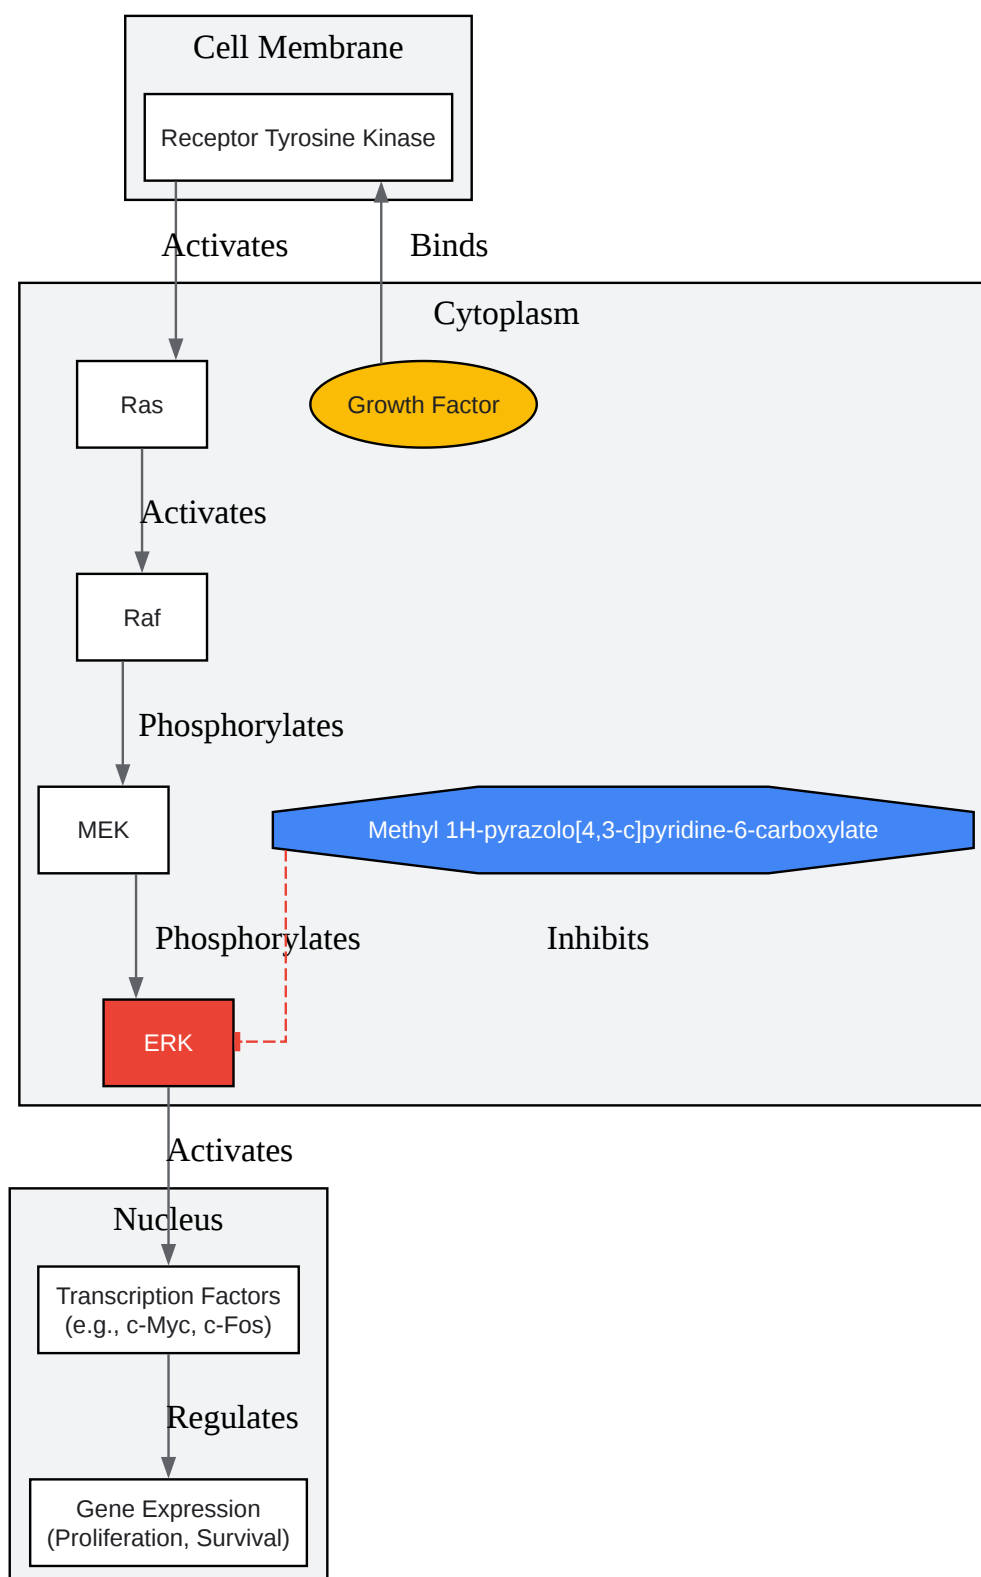 Cell Membrane
Receptor Tyrosine Kinase
Activates
Binds
Cytoplasm
Ras
Growth Factor
Activates
Raf
Phosphorylates
MEK
Methyl 1H-pyrazolo[4,3-c]pyridine-6-carboxylate
Phosphorylates
Inhibits
ERK
Activates
Nucleus
Transcription Factors
(e.g., c-Myc, c-Fos)
Regulates
Gene Expression
(Proliferation, Survival)